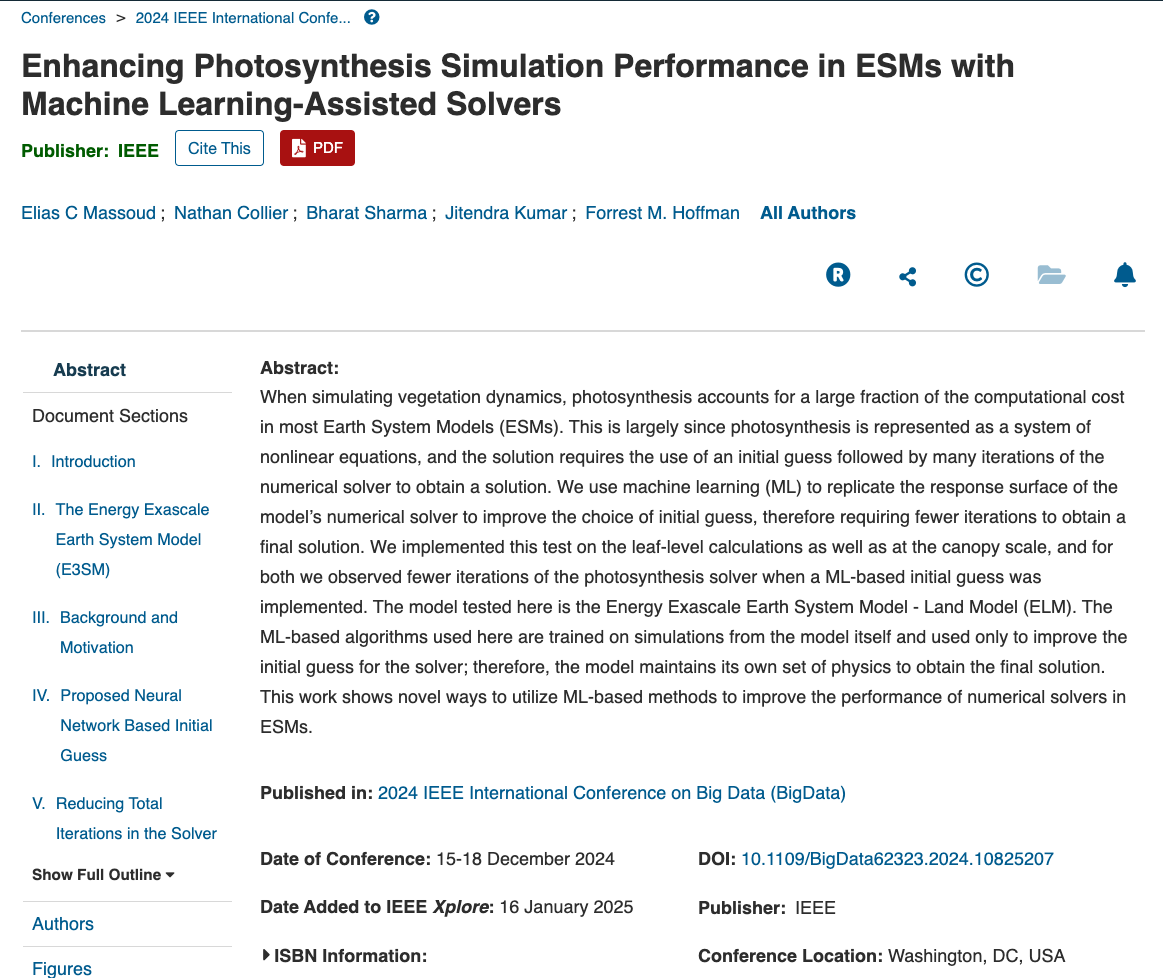 Conferences > 2024 IEEE International Confe... ?
Enhancing Photosynthesis Simulation Performance in ESMs with
Machine Learning-Assisted Solvers
Publisher: IEEE Cite This PDF
Elias C Massoud ; Nathan Collier ; Bharat Sharma ; Jitendra Kumar ; Forrest M. Hoffman All Authors
R ©
Abstract
Document Sections
I. Introduction
II. The Energy Exascale
Earth System Model
(E3SM)
III. Background and
Motivation
IV. Proposed Neural
Network Based Initial
Guess
V. Reducing Total
Iterations in the Solver
Show Full Outline
Authors
Figures
Abstract:
When simulating vegetation dynamics, photosynthesis accounts for a large fraction of the computational cost
in most Earth System Models (ESMs). This is largely since photosynthesis is represented as a system of
nonlinear equations, and the solution requires the use of an initial guess followed by many iterations of the
numerical solver to obtain a solution. We use machine learning (ML) to replicate the response surface of the
model’s numerical solver to improve the choice of initial guess, therefore requiring fewer iterations to obtain a
final solution. We implemented this test on the leaf-level calculations as well as at the canopy scale, and for
both we observed fewer iterations of the photosynthesis solver when a ML-based initial guess was
implemented. The model tested here is the Energy Exascale Earth System Model - Land Model (ELM). The
ML-based algorithms used here are trained on simulations from the model itself and used only to improve the
initial guess for the solver; therefore, the model maintains its own set of physics to obtain the final solution.
This work shows novel ways to utilize ML-based methods to improve the performance of numerical solvers in
ESMs.
Published in: 2024 IEEE International Conference on Big Data (BigData)
Date of Conference: 15-18 December 2024
DOI: 10.1109/BigData62323.2024.10825207
Date Added to IEEE Xplore: 16 January 2025
Publisher: IEEE
ISBN Information:
Conference Location: Washington, DC, USA